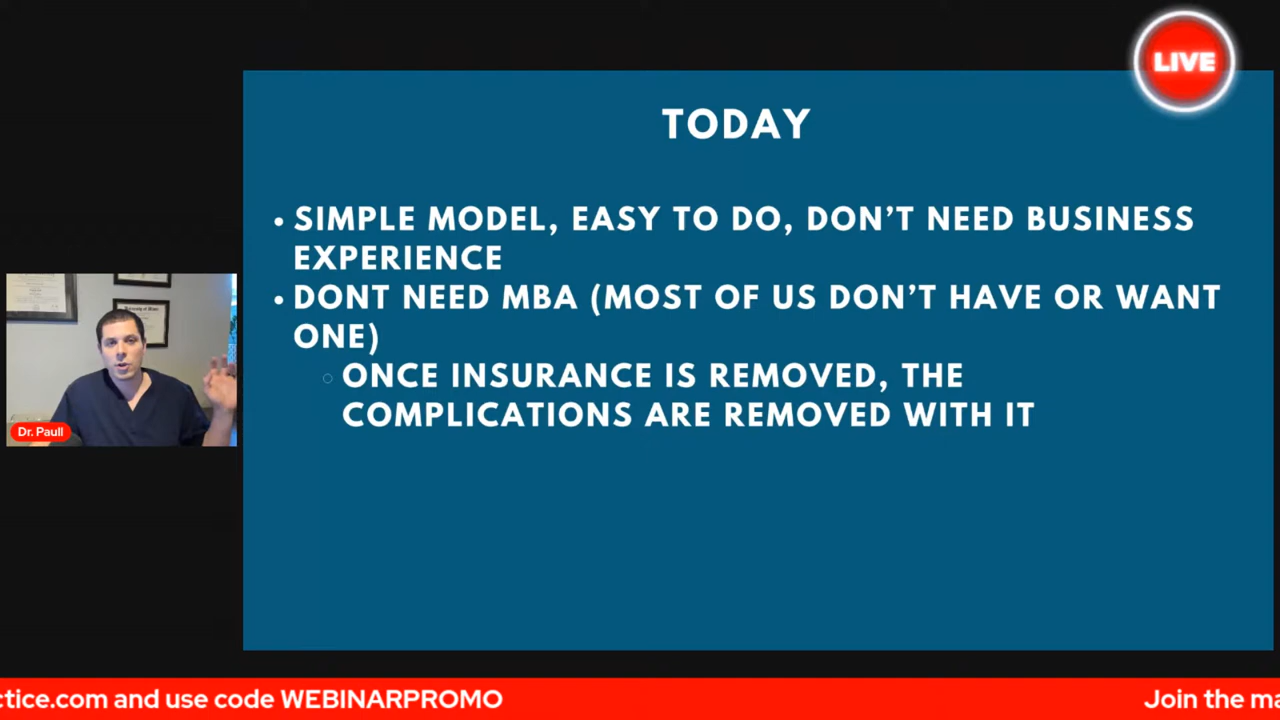 LIVE
TODAY
• SIMPLE MODEL, EASY TO DO, DON’T NEED BUSINESS
EXPERIENCE
• DONT NEED MBA (MOST OF US DON’T HAVE OR WANT
ONE)
○ ONCE INSURANCE IS REMOVED, THE
COMPLICATIONS ARE REMOVED WITH IT
Dr. Paull
ctice.com and use code WEBINARPROMO
Join the ma